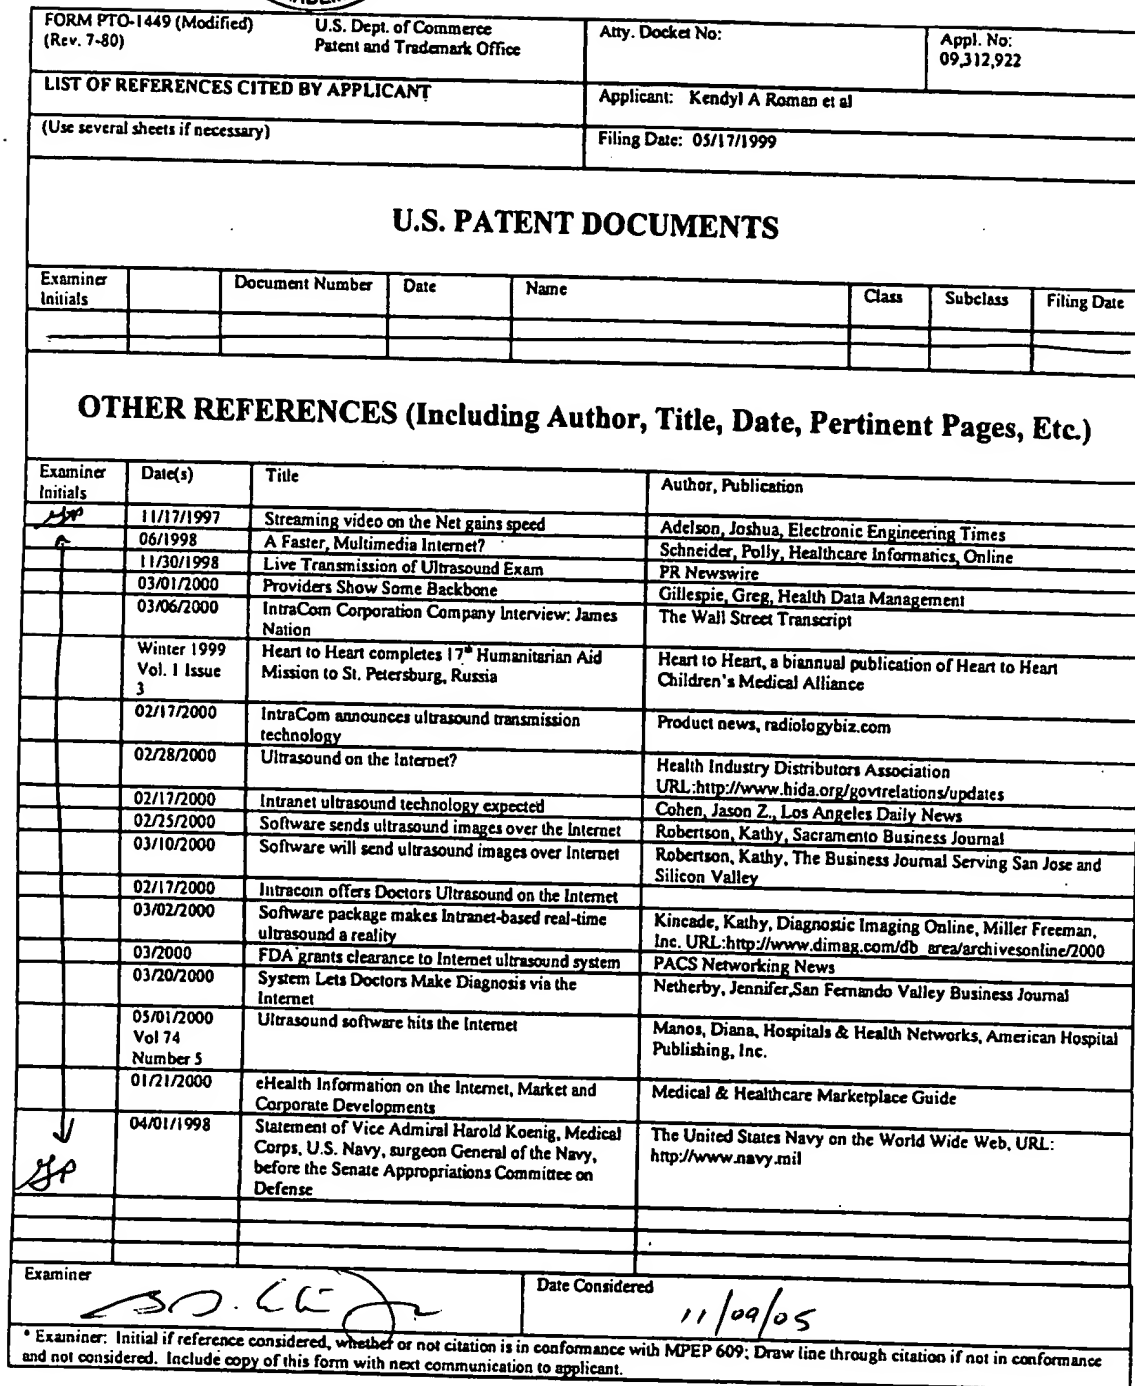 FORM PTO-1449 (Modified) U.S. Dept. of Commerce Atty. Docket No: Appl. No:
(Rev. 7-80) Patent and Trademark Office 09,312,922
LIST OF REFERENCES CITED BY APPLICANT Applicant: Kendyl A Roman et al
(Use several sheets if necessary) Filing Date: 05/17/1999
U.S. PATENT DOCUMENTS
Examiner Document Number Date Name Class Subclass Filing Date
Initials
OTHER REFERENCES (Including Author, Title, Date, Pertinent Pages, Etc.)
Examiner Date(s) Title Author, Publication
Initials
11/17/1997 Streaming video on the Net gains speed Adelson, Joshua, Electronic Engineering Times
06/1998 A Faster, Multimedia Internet? Schneider, Polly, Healthcare Informatics, Online
11/30/1998 Live Transmission of Ultrasound Exam PR Newswire
03/01/2000 Providers Show Some Backbone Gillespie, Greg, Health Data Management
03/06/2000 IntraCom Corporation Company Interview: James The Wall Street Transcript
Nation
Winter 1999 Heart to Heart completes 17th Humanitarian Aid Heart to Heart, a biannual publication of Heart to Heart
Vol. 1 Issue Mission to St. Petersburg, Russia Children's Medical Alliance
3
02/17/2000 IntraCom announces ultrasound transmission Product news, radiologybiz.com
technology
02/28/2000 Ultrasound on the Internet? Health Industry Distributors Association
URL:http://www.hida.org/govtrelations/updates
02/17/2000 Intranet ultrasound technology expected Cohen, Jason Z., Los Angeles Daily News
02/25/2000 Software sends ultrasound images over the Internet Robertson, Kathy, Sacramento Business Journal
03/10/2000 Software will send ultrasound images over Internet Robertson, Kathy, The Business Journal Serving San Jose and
Silicon Valley
02/17/2000 Intracom offers Doctors Ultrasound on the Internet
03/02/2000 Software package makes Intranet-based real-time Kincade, Kathy, Diagnostic Imaging Online, Miller Freeman,
ultrasound a reality Inc. URL:http://www.dimag.com/db_area/archivesonline/2000
03/2000 FDA grants clearance to Internet ultrasound system PACS Networking News
03/20/2000 System Lets Doctors Make Diagnosis via the Netherby, Jennifer,San Fernando Valley Business Journal
Internet
05/01/2000 Ultrasound software hits the Internet Manos, Diana, Hospitals & Health Networks, American Hospital
Vol 74 Publishing, Inc.
Number 5
01/21/2000 eHealth Information on the Internet, Market and Medical & Healthcare Marketplace Guide
Corporate Developments
04/01/1998 Statement of Vice Admiral Harold Koenig, Medical The United States Navy on the World Wide Web, URL:
Corps, U.S. Navy, surgeon General of the Navy, http://www.navy.mil
before the Senate Appropriations Committee on
Defense
Examiner Date Considered
11/09/05
* Examiner: Initial if reference considered, whether or not citation is in conformance with MPEP 609; Draw line through citation if not in conformance
and not considered. Include copy of this form with next communication to applicant.